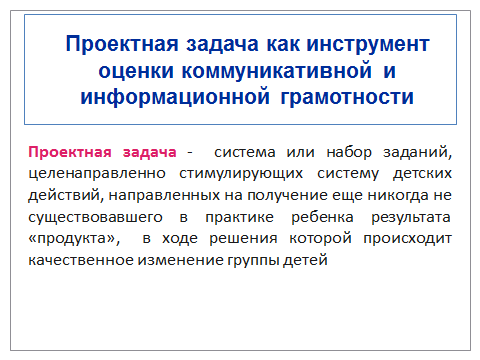 Проектная задача как инструмент
оценки коммуникативной и
информационной грамотности
Проектная задача - система или набор заданий,
целенаправленно стимулирующих систему детских
действий, направленных на получение еще никогда не
существовавшего в практике ребенка результата
«продукта», в ходе решения которой происходит
качественное изменение группы детей